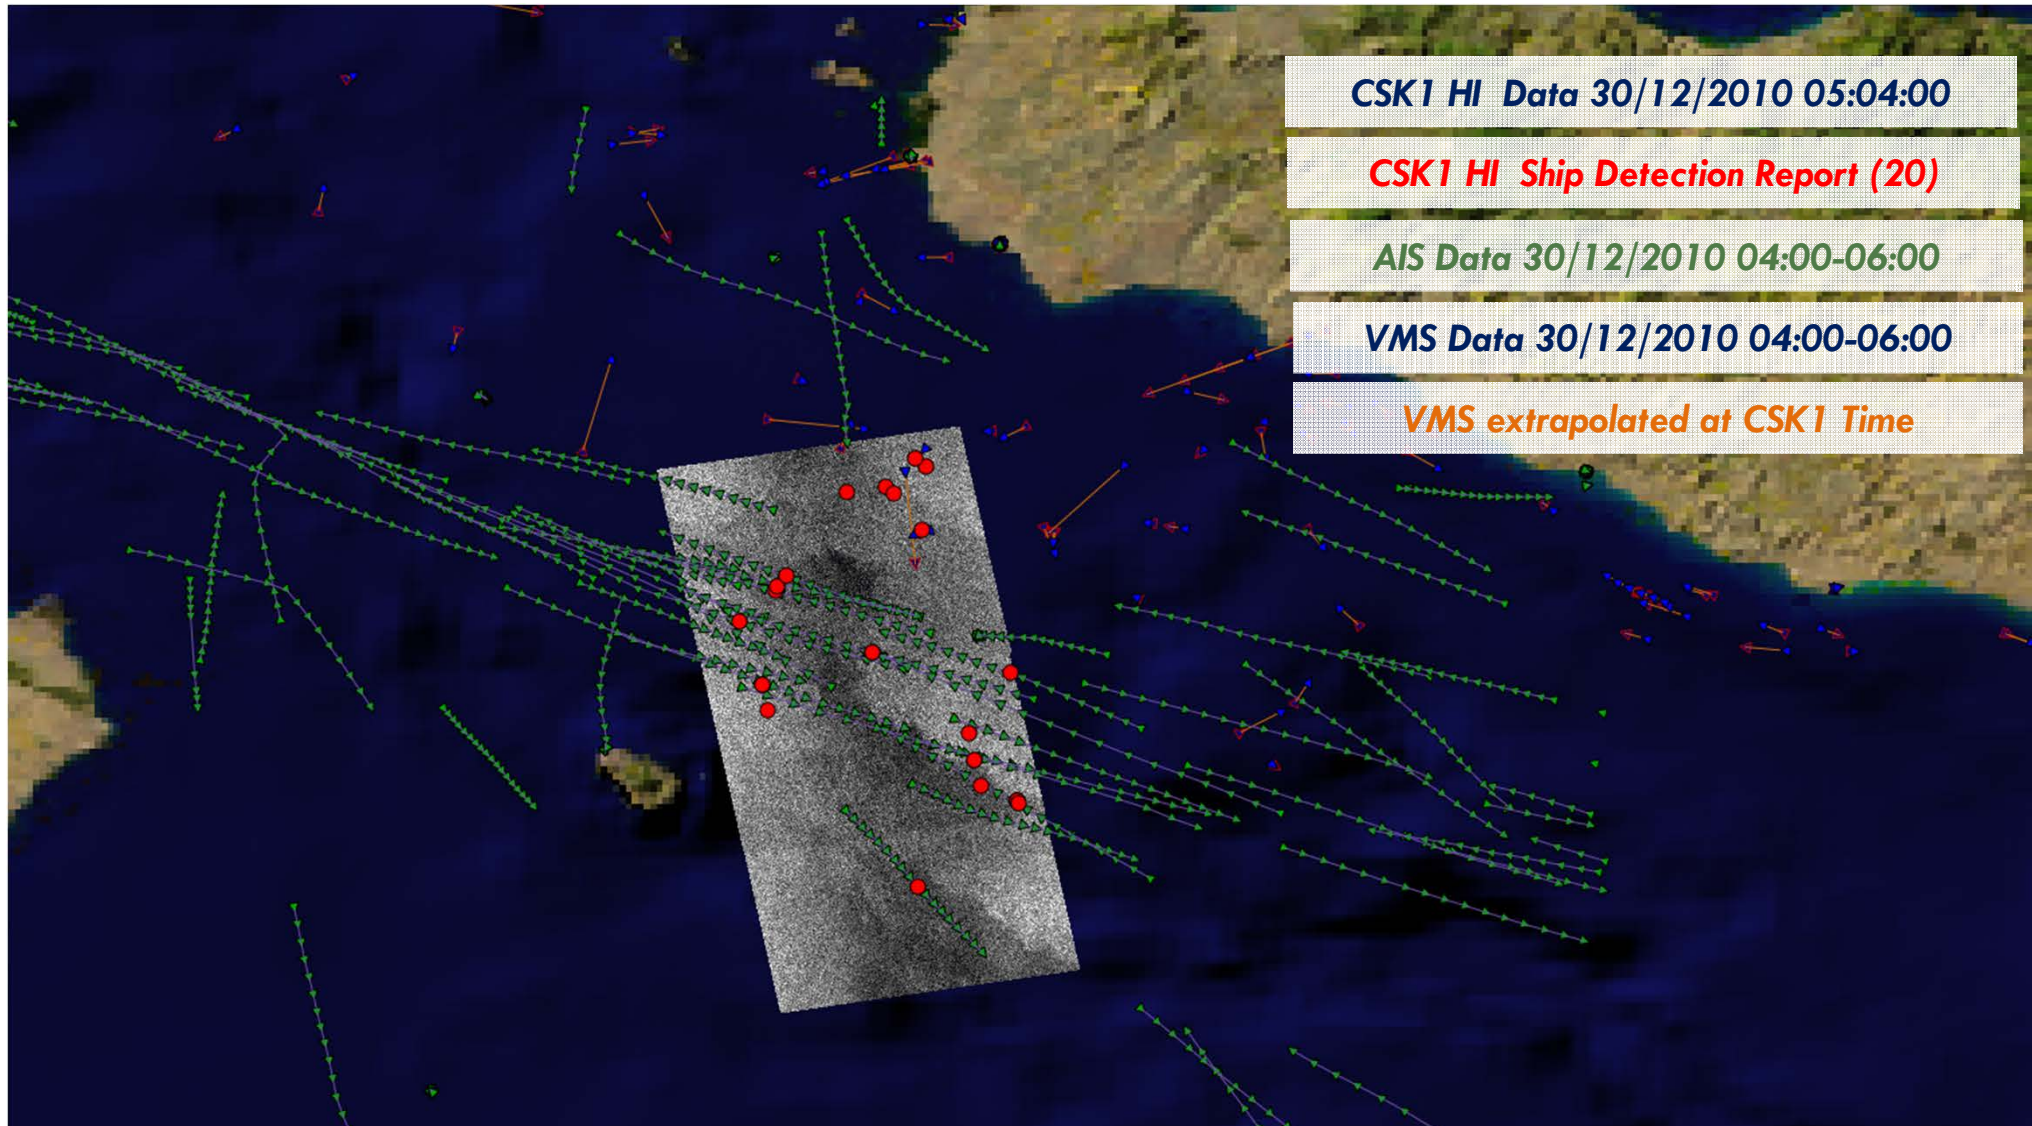 CSK1 HI Data 30/12/2010 05:04:00
CSK1 HI Ship Detection Report (20)
AIS Data 30/12/2010 04:00-06:00
VMS Data 30/12/2010 04:00-06:00
VMS extrapolated at CSK1 Time